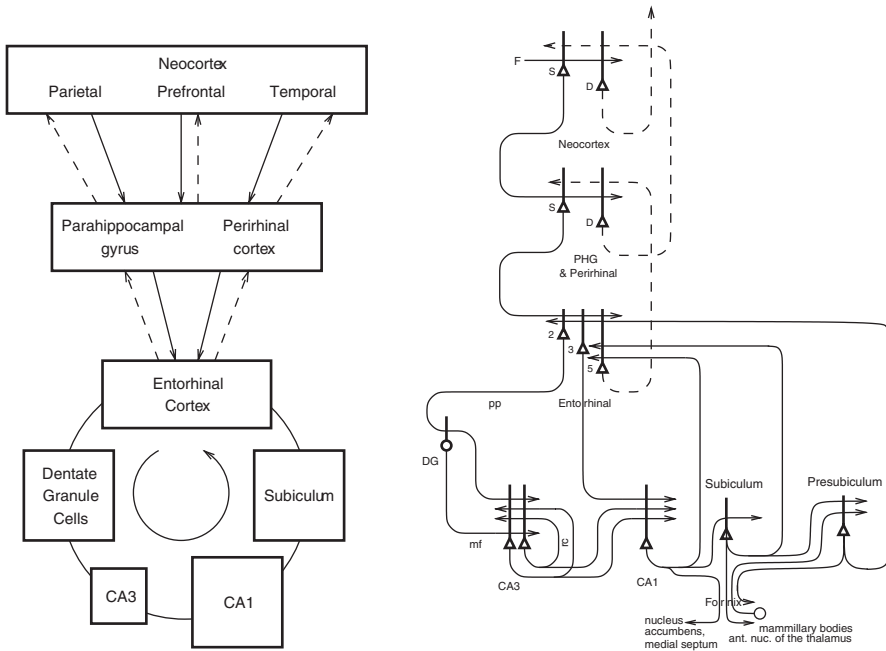 Neocortex
Parietal Prefrontal Temporal
Parahippocampal
gyrus
Perirhinal
cortex
Entorhinal
Cortex
Dentate
Granule
Cells
Subiculum
CA3
CA1
F
S
D
Neocortex
S
D
PHG
& Perirhinal
2
3
5
pp
Entorhinal
DG
mf
rc
CA3
CA1
Subiculum
Presubiculum
Fornix
nucleus
accumbens,
medial septum
mammillary bodies
ant. nuc. of the thalamus